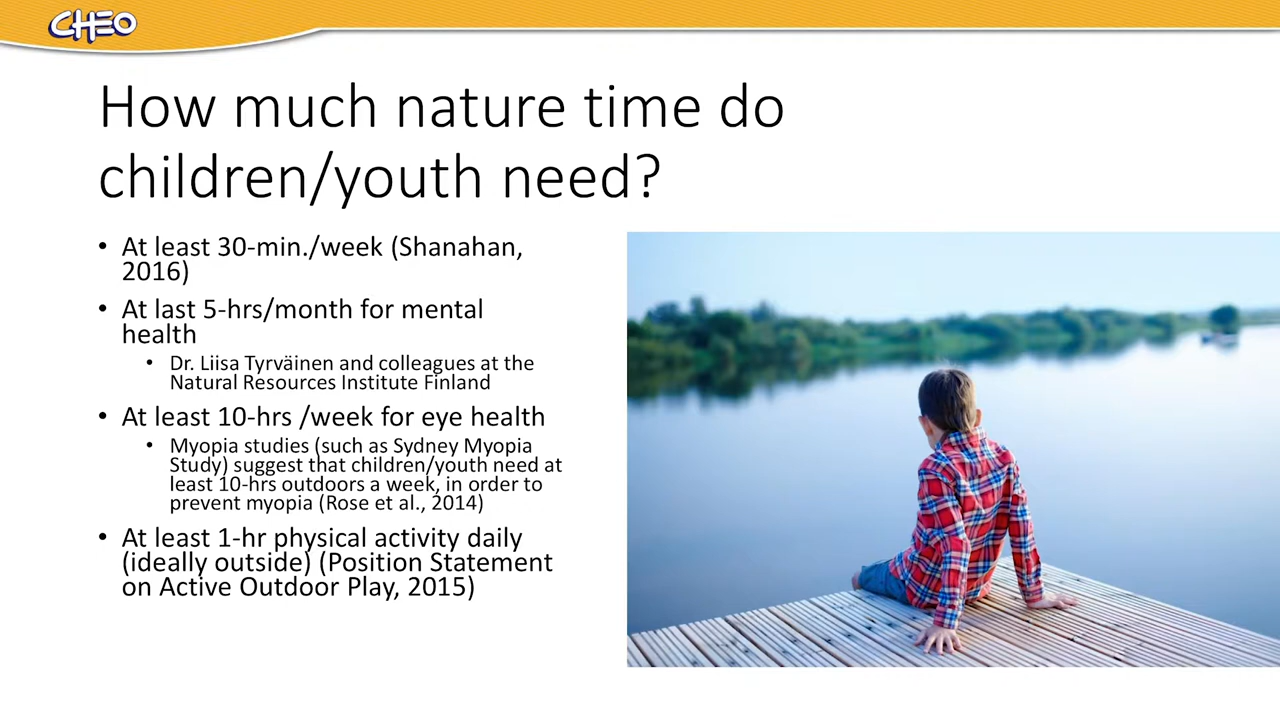 CHEO
How much nature time do
children/youth need?
• At least 30-min./week (Shanahan,
2016)
• At last 5-hrs/month for mental
health
• Dr. Liisa Tyrväinen and colleagues at the
Natural Resources Institute Finland
• At least 10-hrs /week for eye health
• Myopia studies (such as Sydney Myopia
Study) suggest that children/youth need at
least 10-hrs outdoors a week, in order to
prevent myopia (Rose et al., 2014)
• At least 1-hr physical activity daily
(ideally outside) (Position Statement
on Active Outdoor Play, 2015)